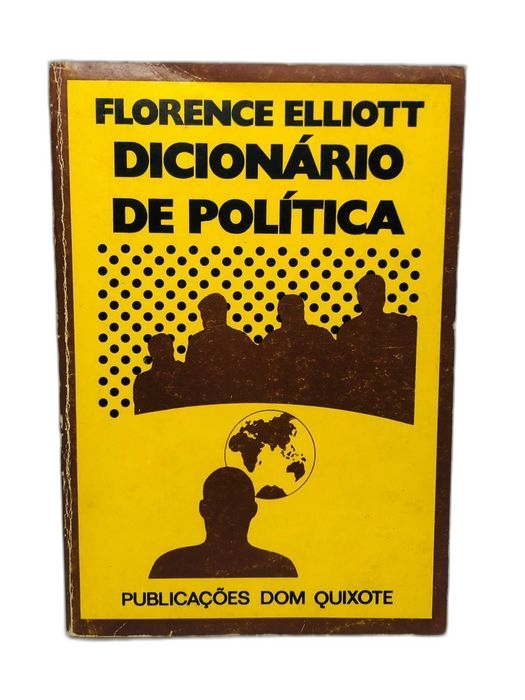 FLORENCE ELLIOTT
DICIONÁRIO
DE POLÍTICA
PUBLICAÇÕES DOM QUIXOTE